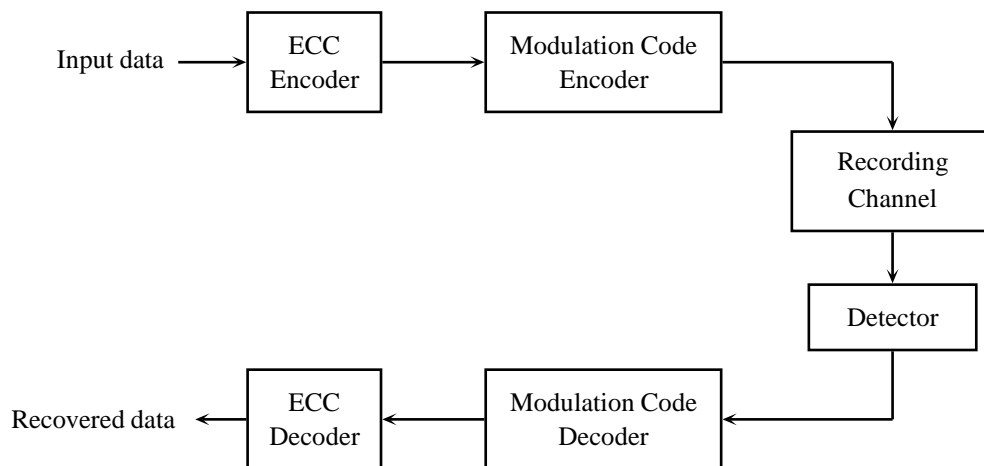 Input data
ECC
Encoder
Modulation Code
Encoder
Recording
Channel
Detector
Recovered data
ECC
Decoder
Modulation Code
Decoder